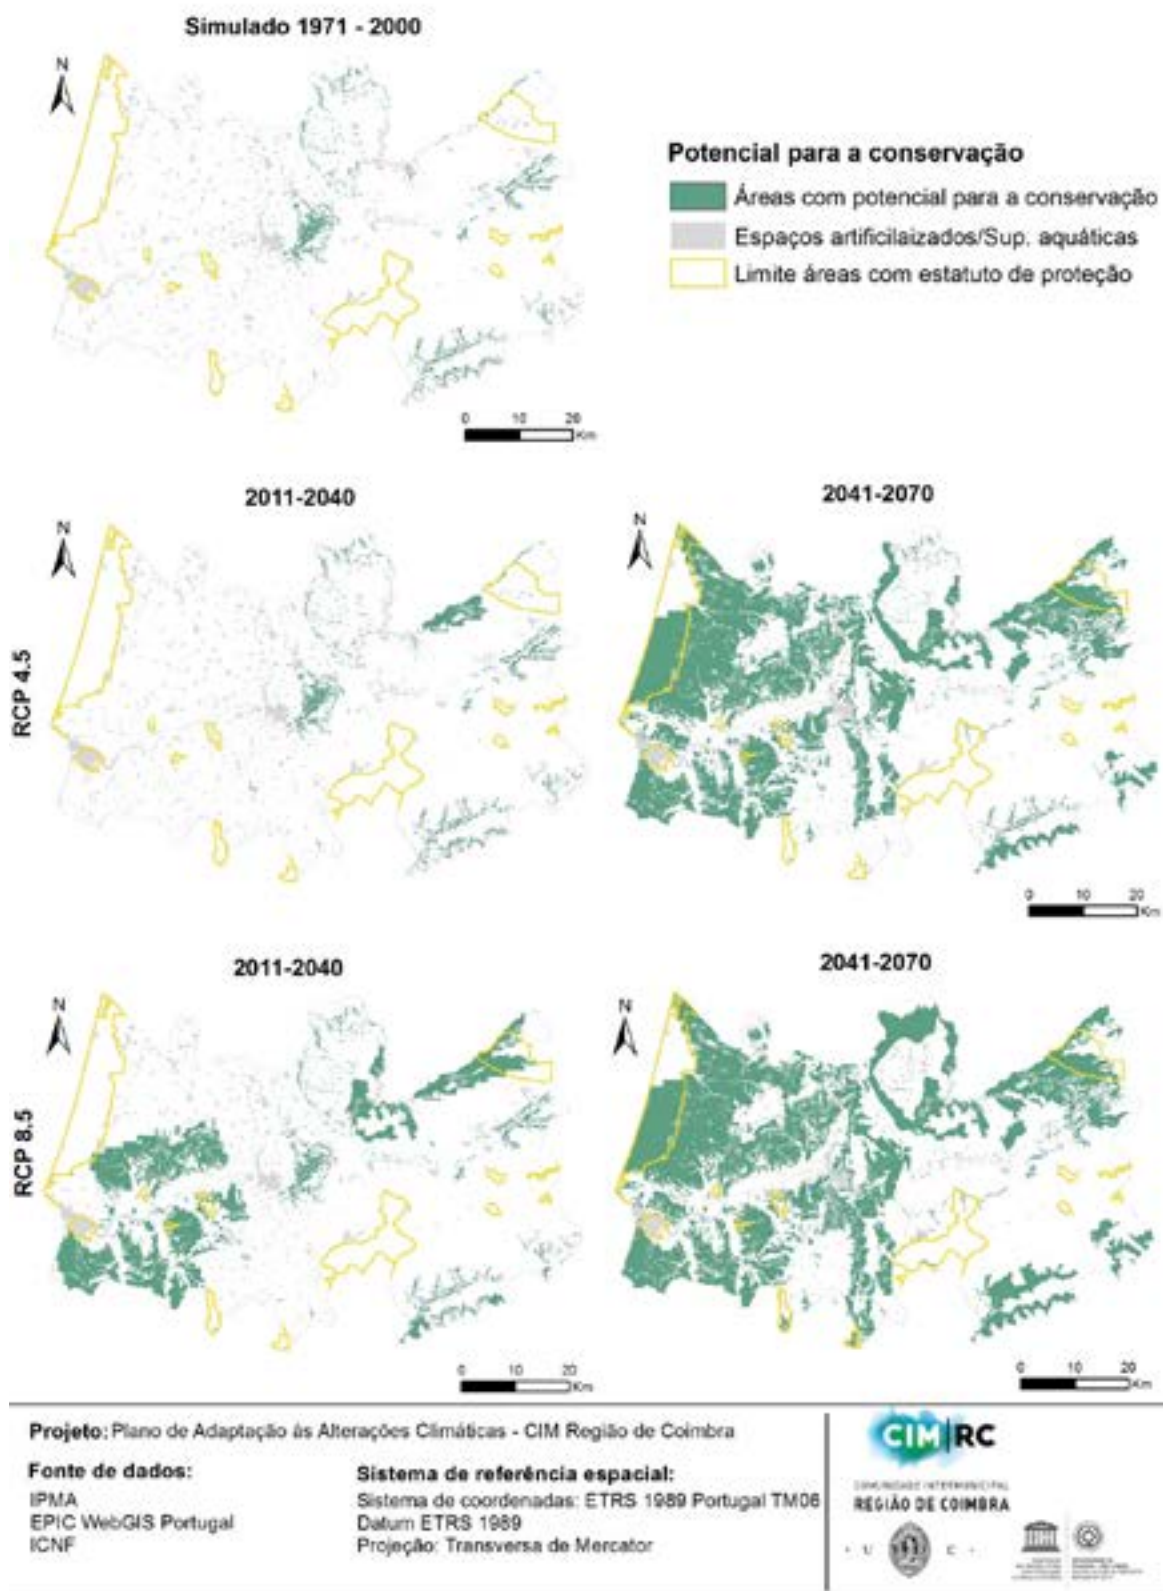 Simulado 1971 - 2000
N
Potencial para a conservação
Áreas com potencial para a conservação
Espaços artificilaizados/Sup. aquáticas
Limite áreas com estatuto de proteção
0 10 20
Km
2011-2040
2041-2070
N
N
RCP 4.5
0 10 20
Km
2011-2040
2041-2070
N
N
RCP 8.5
0 10 20
Km
0 10 20
Km
Projeto: Plano de Adaptação às Alterações Climáticas - CIM Região de Coimbra
Fonte de dados:
IPMA
EPIC WebGIS Portugal
ICNF
Sistema de referência espacial:
Sistema de coordenadas: ETRS 1989 Portugal TM06
Datum ETRS 1989
Projeção: Transversa de Mercator
CIM RC
COMUNIDADE INTERMUNICIPAL
REGIÃO DE COIMBRA
· U C ·